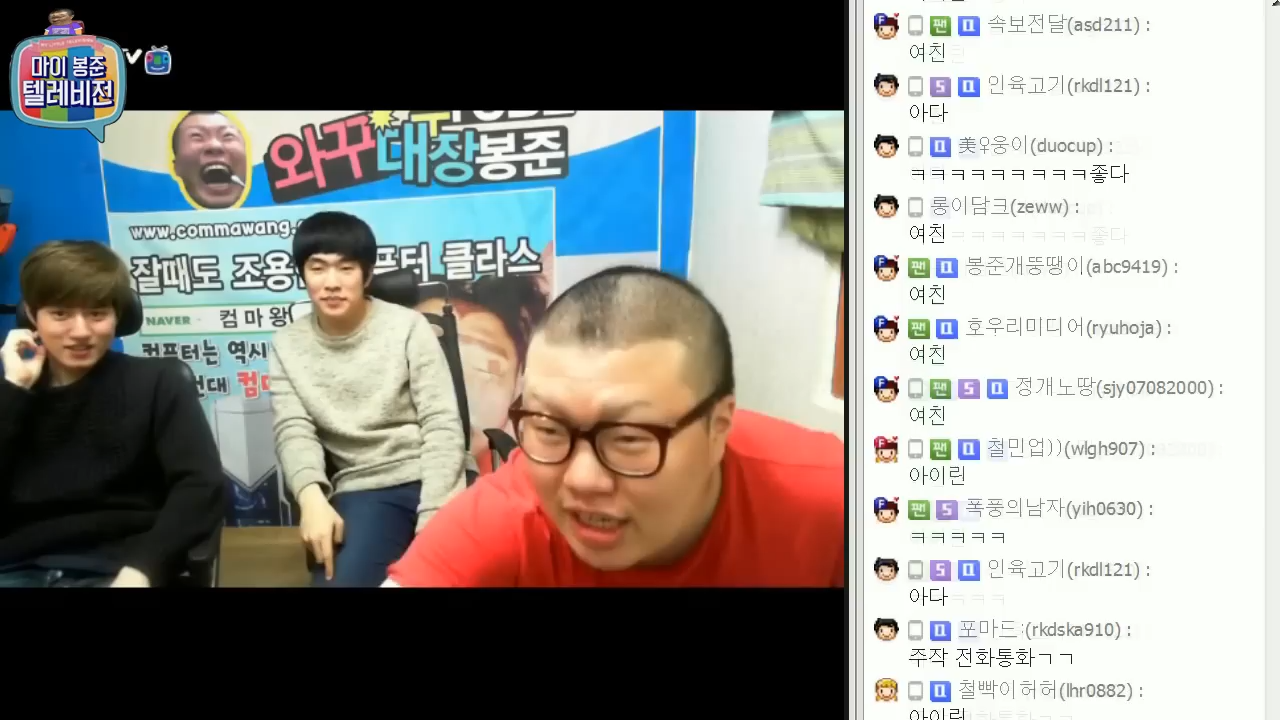 마이 봉준
텔레비전
와꾸
대장봉준
www.commawang.
잘때도 조용
프터 클라스
NAVER
컴마왕
컴퓨터는 역시
속보전달(asd211) :
여친
인육고기(rkdl121) :
아다
웅이(duocup) :
ㅋㅋㅋㅋㅋㅋㅋㅋㅋ좋다
롱이담크(zeww) :
여친
봉준개뚱땡이(abc9419) :
여친
호우리미디어(ryuhoja) :
여친
정개노땅(sjy07082000) :
여친
철민업))(wlgh907) :
아이린
폭풍의남자(yih0630) :
ㅋㅋㅋㅋㅋ
인육고기(rkdl121) :
아다
포마드:(rkdska910) :
주작 전화통화ㄱㄱ
철빡이허허(lhr0882) :
아이린